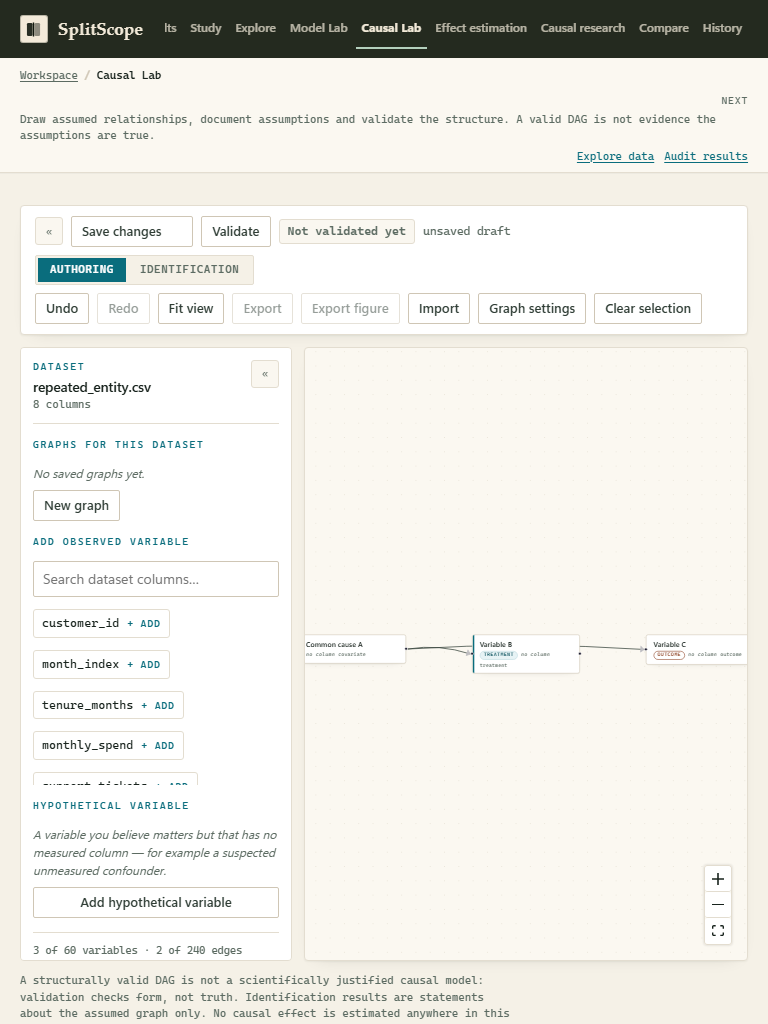 SplitScope
lts Study Explore Model Lab Causal Lab Effect estimation Causal research Compare History
Workspace / Causal Lab
NEXT
Draw assumed relationships, document assumptions and validate the structure. A valid DAG is not evidence the
assumptions are true.
Explore data Audit results
« Save changes Validate Not validated yet unsaved draft
AUTHORING IDENTIFICATION
Undo Redo Fit view Export Export figure Import Graph settings Clear selection
DATASET
«
repeated_entity.csv
8 columns
GRAPHS FOR THIS DATASET
No saved graphs yet.
New graph
ADD OBSERVED VARIABLE
Search dataset columns...
customer_id + ADD
month_index + ADD
tenure_months + ADD
monthly_spend + ADD
support_tickets + ADD
HYPOTHETICAL VARIABLE
A variable you believe matters but that has no
measured column — for example a suspected
unmeasured confounder.
Add hypothetical variable
3 of 60 variables · 2 of 240 edges
Common cause A
no column covariate
Variable B
TREATMENT no column
treatment
Variable C
OUTCOME no column outcome
A structurally valid DAG is not a scientifically justified causal model:
validation checks form, not truth. Identification results are statements
about the assumed graph only. No causal effect is estimated anywhere in this